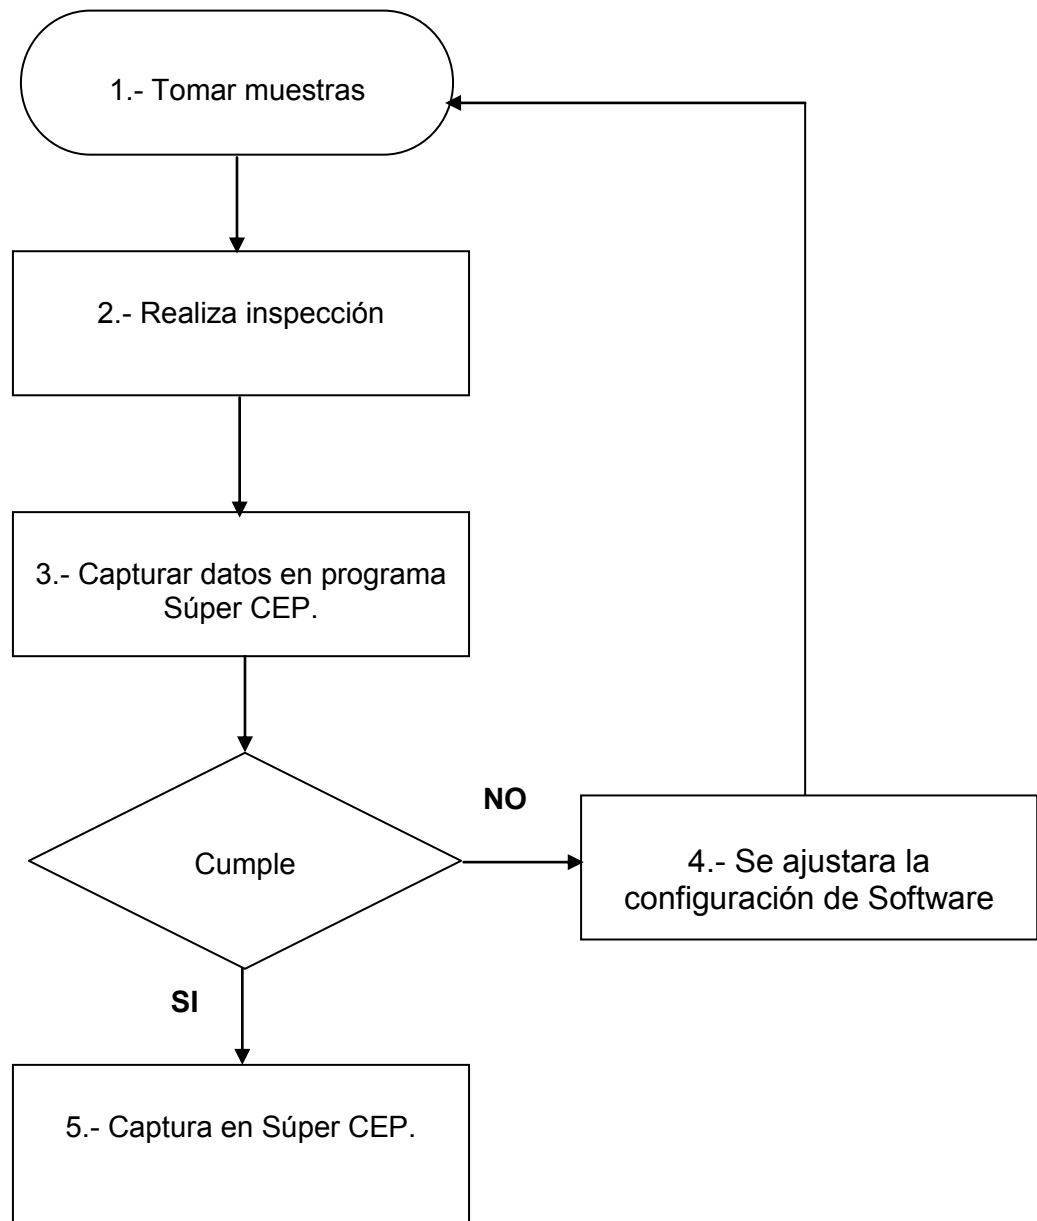 1.- Tomar muestras
2.- Realiza inspección
3.- Capturar datos en programa
Súper CEP.
Cumple
NO
4.- Se ajustara la
configuración de Software
SI
5.- Captura en Súper CEP.